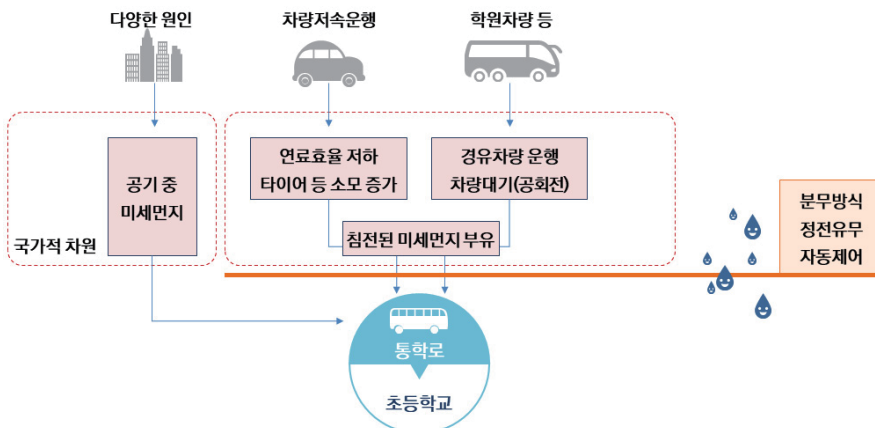 다양한 원인
차량저속운행
학원차량 등
공기 중
미세먼지
국가적 차원
연료효율 저하
타이어 등 소모 증가
경유차량 운행
차량대기(공회전)
침전된 미세먼지 부유
분무방식
정전유무
자동제어
통학로
초등학교